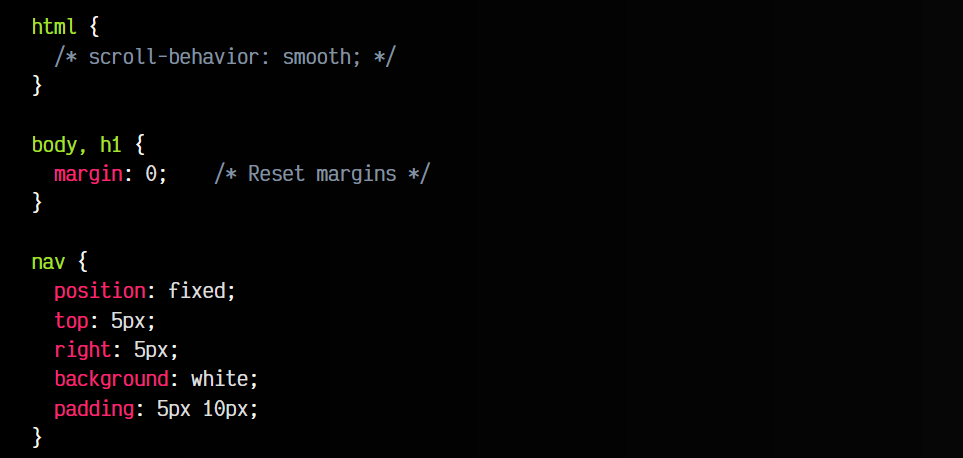 html {
  /* scroll-behavior: smooth; */
}

body, h1 {
  margin: 0;    /* Reset margins */
}

nav {
  position: fixed;
  top: 5px;
  right: 5px;
  background: white;
  padding: 5px 10px;
}